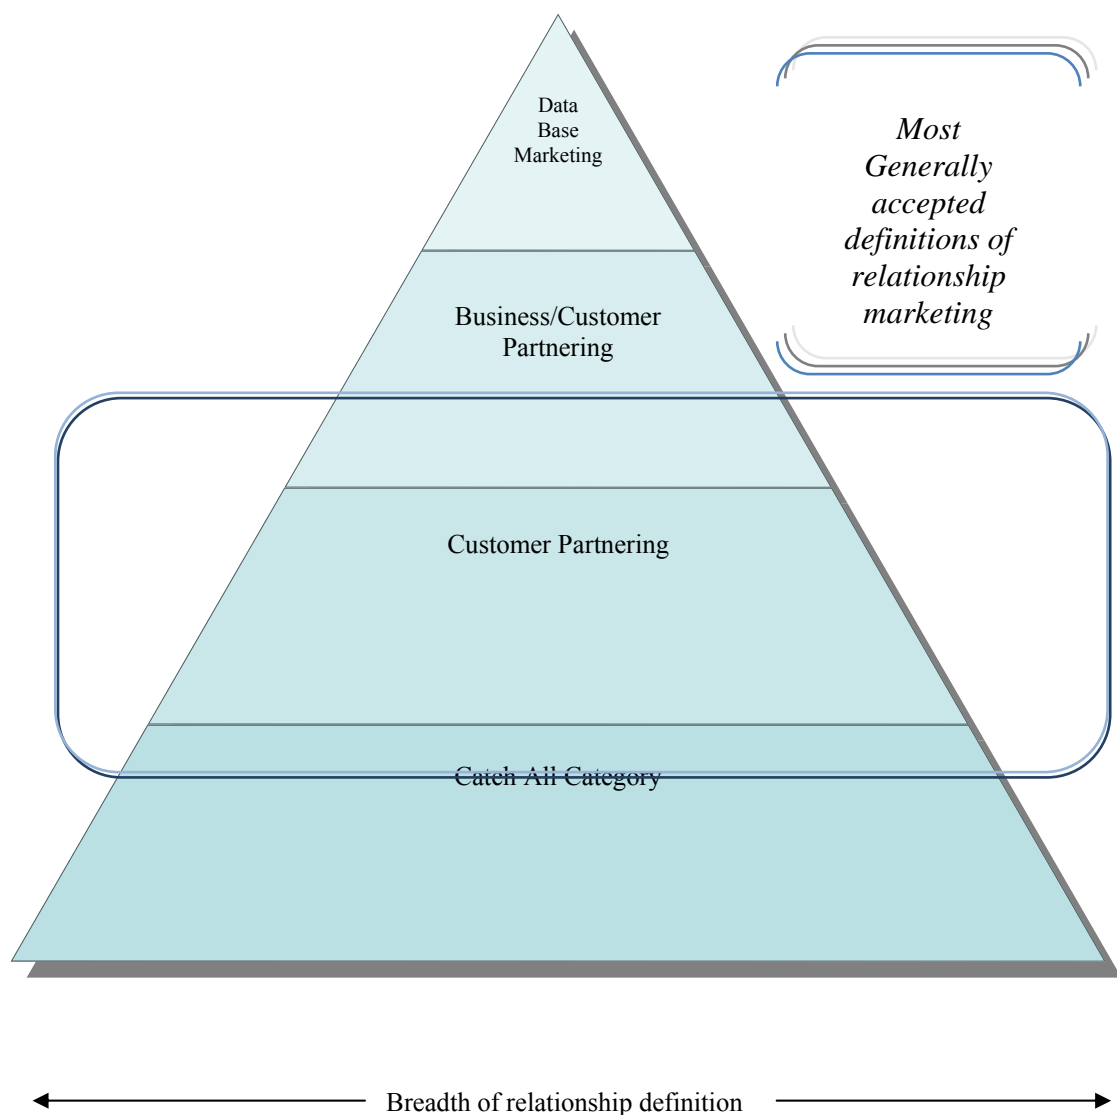 Data
Base
Marketing
Most
Generally
accepted
definitions of
relationship
marketing
Business/Customer
Partnering
Customer Partnering
Catch All Category
Breadth of relationship definition